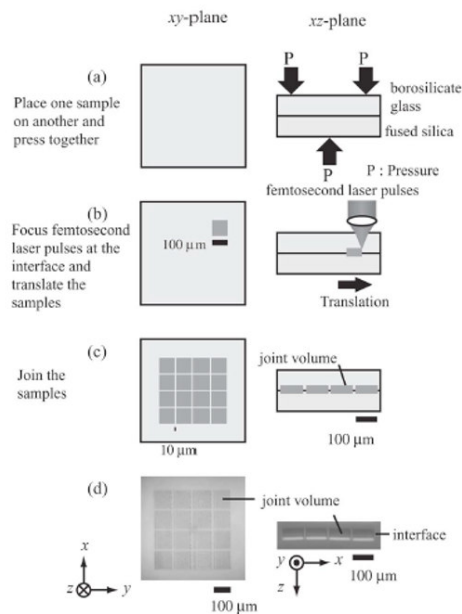 xy-plane
xz-plane
(a)
Place one sample
on another and
press together
P
P
borosilicate
glass
fused silica
P
P : Pressure
femtosecond laser pulses
(b)
Focus femtosecond
laser pulses at the
interface and
translate the
samples
100 μm
Translation
(c)
Join the
samples
10 μm
joint volume
100 μm
(d)
joint volume
interface
x
z
y
100 μm
y
x
z
100 μm